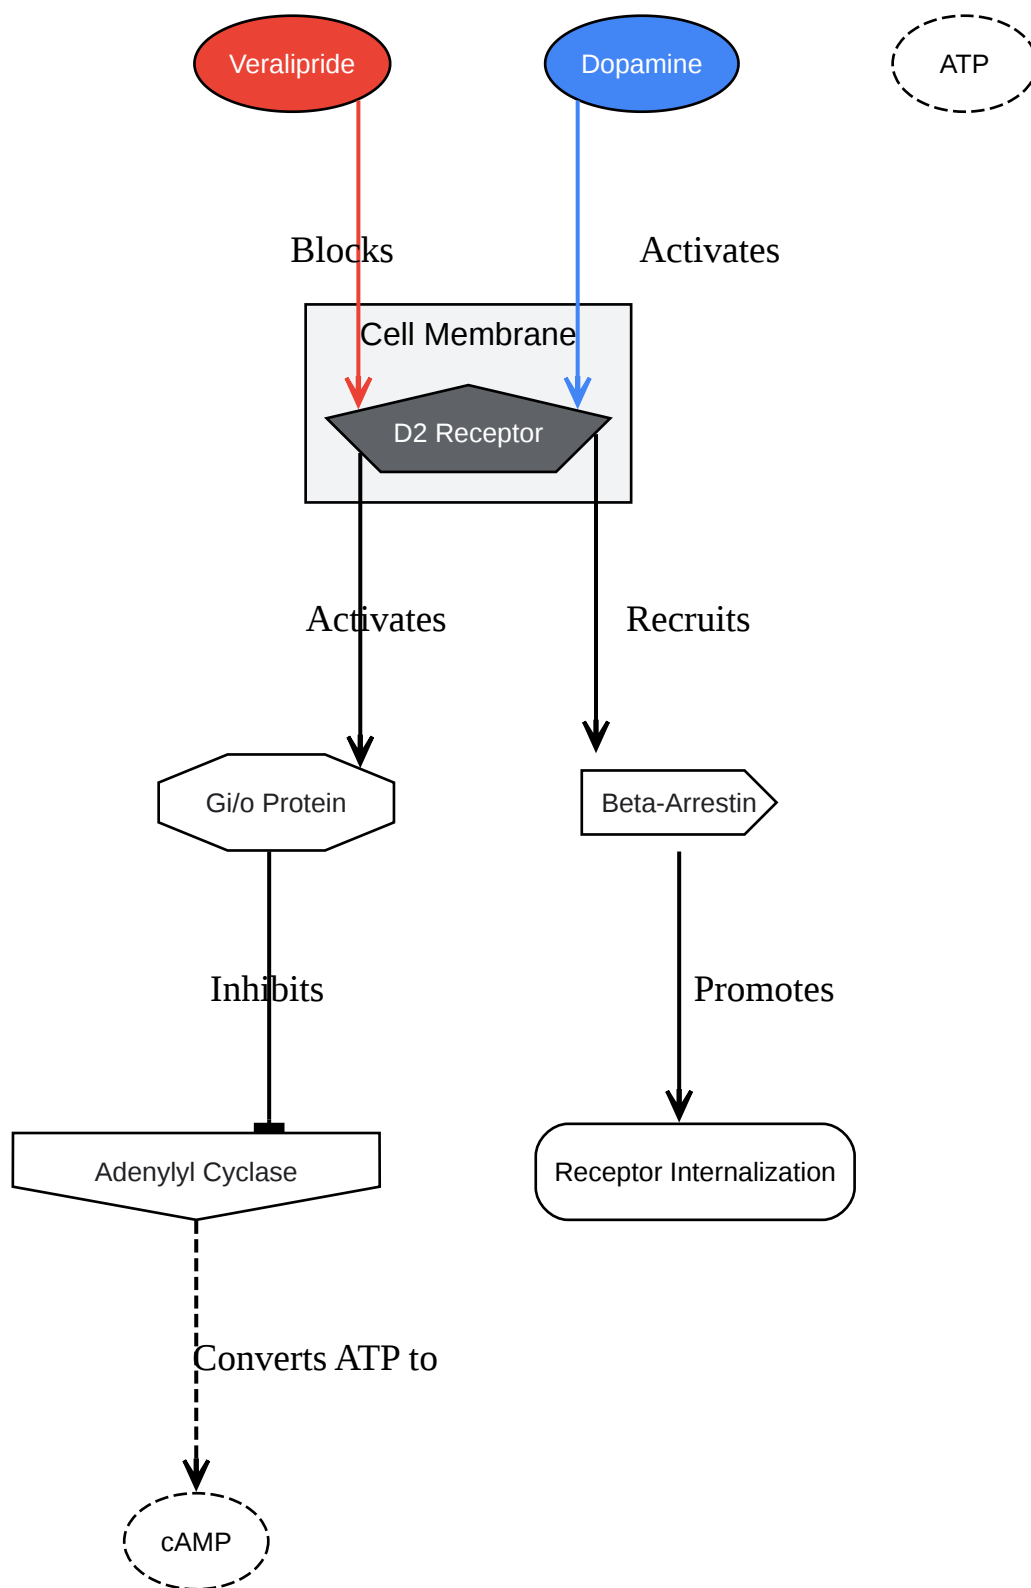 Veralipride
Dopamine
ATP
Blocks
Activates
Cell Membrane
D2 Receptor
Activates
Recruits
Gi/o Protein
Beta-Arrestin
Inhibits
Promotes
Adenylyl Cyclase
Receptor Internalization
Converts ATP to
cAMP